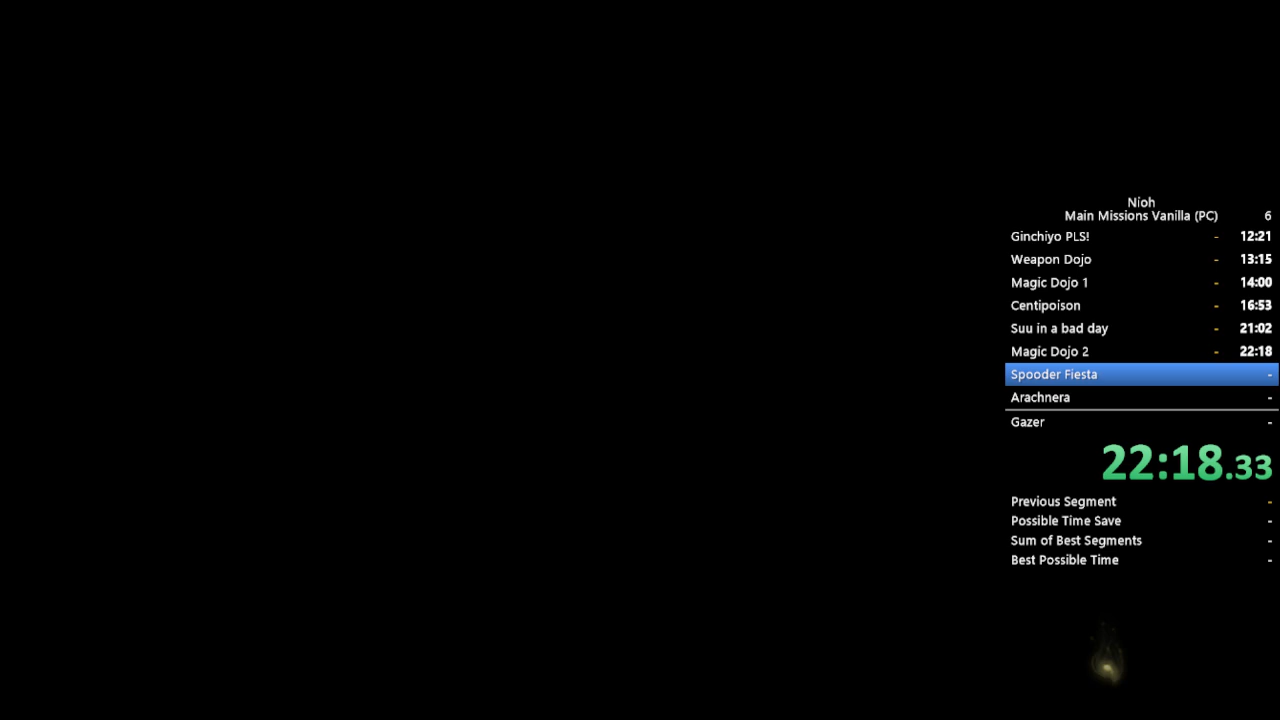 Nioh
Main Missions Vanilla (PC) 6
Ginchiyo PLS! - 12:21
Weapon Dojo - 13:15
Magic Dojo 1 - 14:00
Centipoison - 16:53
Suu in a bad day - 21:02
Magic Dojo 2 - 22:18
Spooder Fiesta -
Arachnera -
Gazer -
22:18.33
Previous Segment -
Possible Time Save -
Sum of Best Segments -
Best Possible Time -